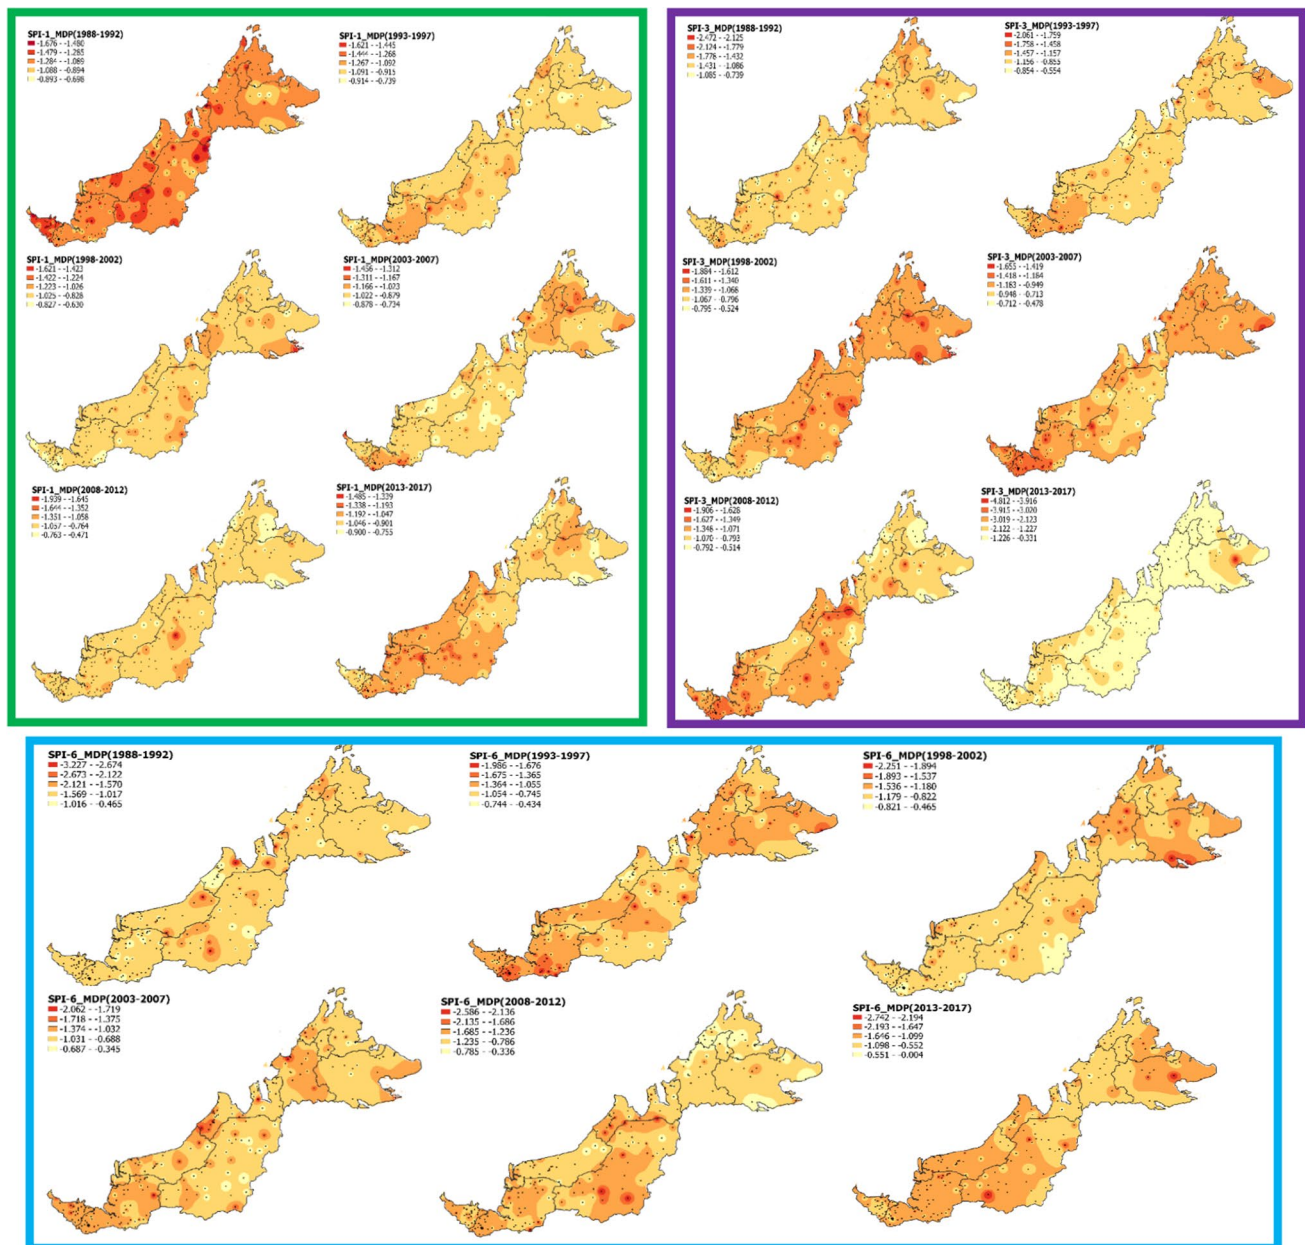 SPI-1_MDP(1988-1992)
-1.676 - -1.480
-1.479 - -1.285
-1.284 - -1.089
-1.088 - -0.894
-0.893 - -0.698
SPI-1_MDP(1993-1997)
-1.621 - -1.445
-1.444 - -1.268
-1.267 - -1.092
-1.091 - -0.915
-0.914 - -0.739
SPI-1_MDP(1998-2002)
-1.621 - -1.423
-1.422 - -1.224
-1.223 - -1.026
-1.025 - -0.828
-0.827 - -0.630
SPI-1_MDP(2003-2007)
-1.456 - -1.312
-1.311 - -1.167
-1.166 - -1.023
-1.022 - -0.879
-0.878 - -0.734
SPI-1_MDP(2008-2012)
-1.939 - -1.645
-1.644 - -1.352
-1.351 - -1.058
-1.057 - -0.764
-0.763 - -0.471
SPI-1_MDP(2013-2017)
-1.485 - -1.339
-1.338 - -1.193
-1.192 - -1.047
-1.046 - -0.901
-0.900 - -0.755
SPI-3_MDP(1988-1992)
-2.472 - -2.125
-2.124 - -1.779
-1.778 - -1.432
-1.431 - -1.086
-1.085 - -0.739
SPI-3_MDP(1993-1997)
-2.061 - -1.759
-1.758 - -1.458
-1.457 - -1.157
-1.156 - -0.855
-0.854 - -0.554
SPI-3_MDP(1998-2002)
-1.884 - -1.612
-1.611 - -1.340
-1.339 - -1.068
-1.067 - -0.796
-0.795 - -0.524
SPI-3_MDP(2003-2007)
-1.655 - -1.419
-1.418 - -1.184
-1.183 - -0.949
-0.948 - -0.713
-0.712 - -0.478
SPI-3_MDP(2008-2012)
-1.906 - -1.628
-1.627 - -1.349
-1.348 - -1.071
-1.070 - -0.793
-0.792 - -0.514
SPI-3_MDP(2013-2017)
-4.812 - -3.916
-3.915 - -3.020
-3.019 - -2.123
-2.122 - -1.227
-1.226 - -0.331
SPI-6_MDP(1988-1992)
-3.227 - -2.674
-2.673 - -2.122
-2.121 - -1.570
-1.569 - -1.017
-1.016 - -0.465
SPI-6_MDP(1993-1997)
-1.986 - -1.676
-1.675 - -1.365
-1.364 - -1.055
-1.054 - -0.745
-0.744 - -0.434
SPI-6_MDP(1998-2002)
-2.251 - -1.894
-1.893 - -1.537
-1.536 - -1.180
-1.179 - -0.822
-0.821 - -0.465
SPI-6_MDP(2003-2007)
-2.062 - -1.719
-1.718 - -1.375
-1.374 - -1.032
-1.031 - -0.688
-0.687 - -0.345
SPI-6_MDP(2008-2012)
-2.586 - -2.136
-2.135 - -1.686
-1.685 - -1.236
-1.235 - -0.786
-0.785 - -0.336
SPI-6_MDP(2013-2017)
-2.742 - -2.194
-2.193 - -1.647
-1.646 - -1.099
-1.098 - -0.552
-0.551 - -0.004